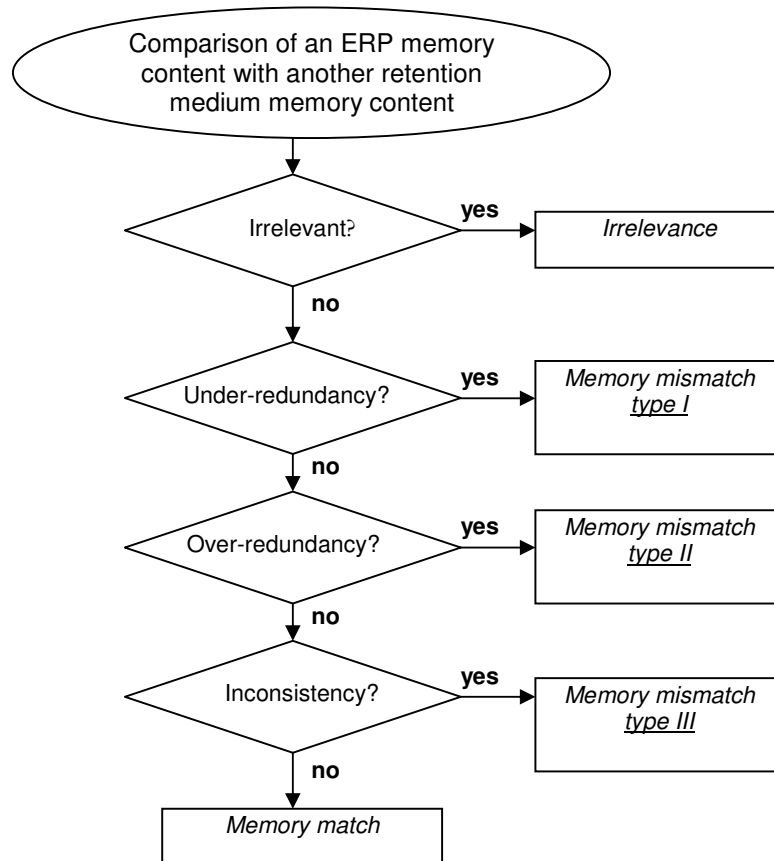 Comparison of an ERP memory
content with another retention
medium memory content
Irrelevant?
yes
Irrelevance
no
Under-redundancy?
yes
Memory mismatch
type I
no
Over-redundancy?
yes
Memory mismatch
type II
no
Inconsistency?
yes
Memory mismatch
type III
no
Memory match